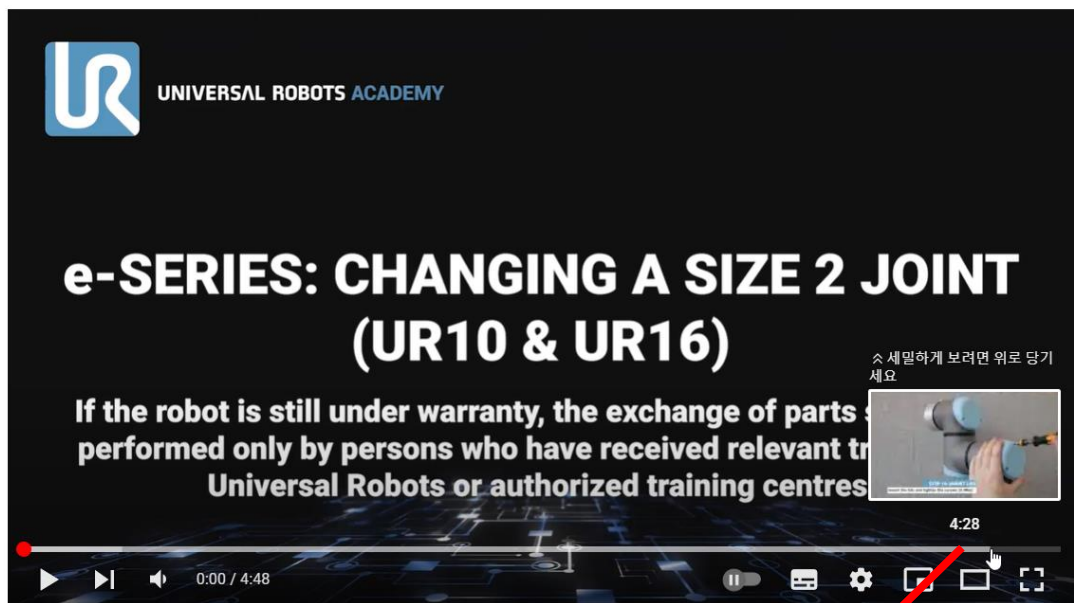 UR
UNIVERSAL ROBOTS ACADEMY
e-SERIES: CHANGING A SIZE 2 JOINT
(UR10 & UR16)
세밀하게 보려면 위로 당기
세요
If the robot is still under warranty, the exchange of parts
performed only by persons who have received relevant
Universal Robots or authorized training centres
4:28
0:00 / 4:48